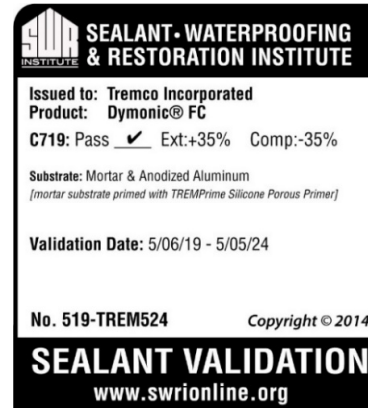 SWR
INSTITUTE
SEALANT • WATERPROOFING
& RESTORATION INSTITUTE
Issued to: Tremco Incorporated
Product: Dymonic® FC
C719: Pass ✔ Ext:+35% Comp:-35%
Substrate: Mortar & Anodized Aluminum
[mortar substrate primed with TREMPrime Silicone Porous Primer]
Validation Date: 5/06/19 - 5/05/24
No. 519-TREM524 Copyright © 2014
SEALANT VALIDATION
www.swrionline.org